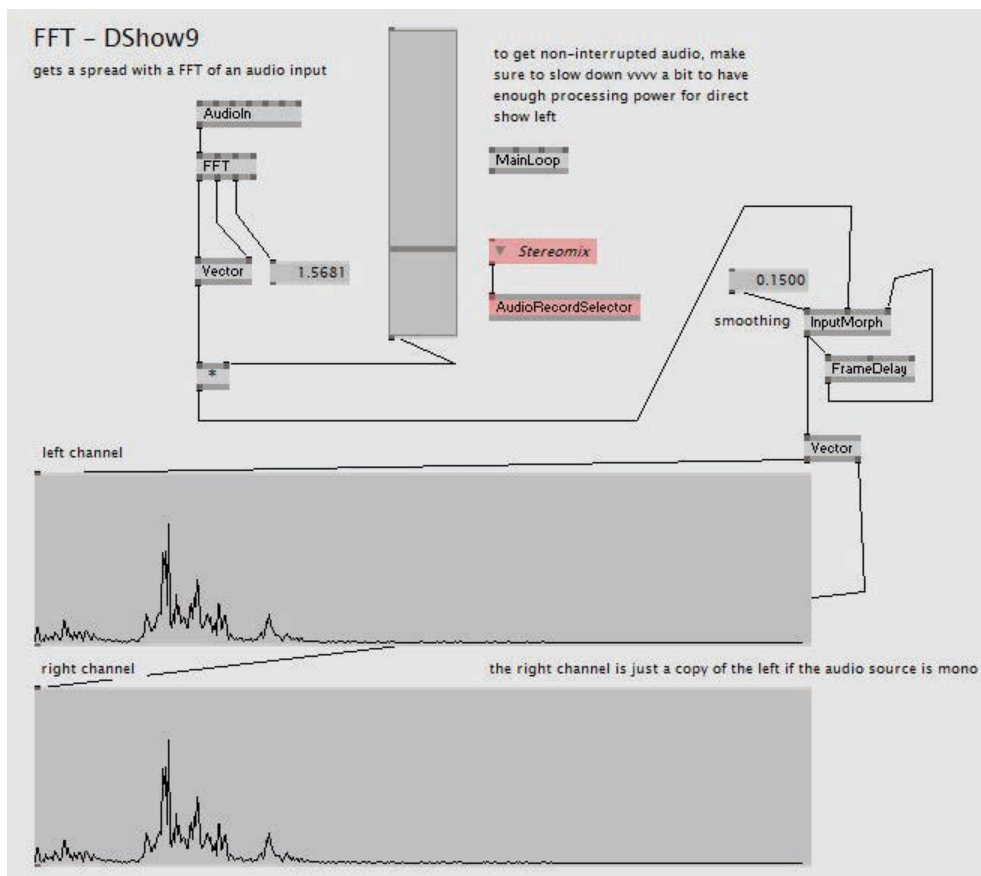 FFT - DShow9
gets a spread with a FFT of an audio input
to get non-interrupted audio, make
sure to slow down vvvv a bit to have
enough processing power for direct
show left
AudioIn
FFT
MainLoop
Vector
1.5681
Stereomix
AudioRecordSelector
0.1500
smoothing
InputMorph
FrameDelay
*
Vector
left channel
right channel
the right channel is just a copy of the left if the audio source is mono